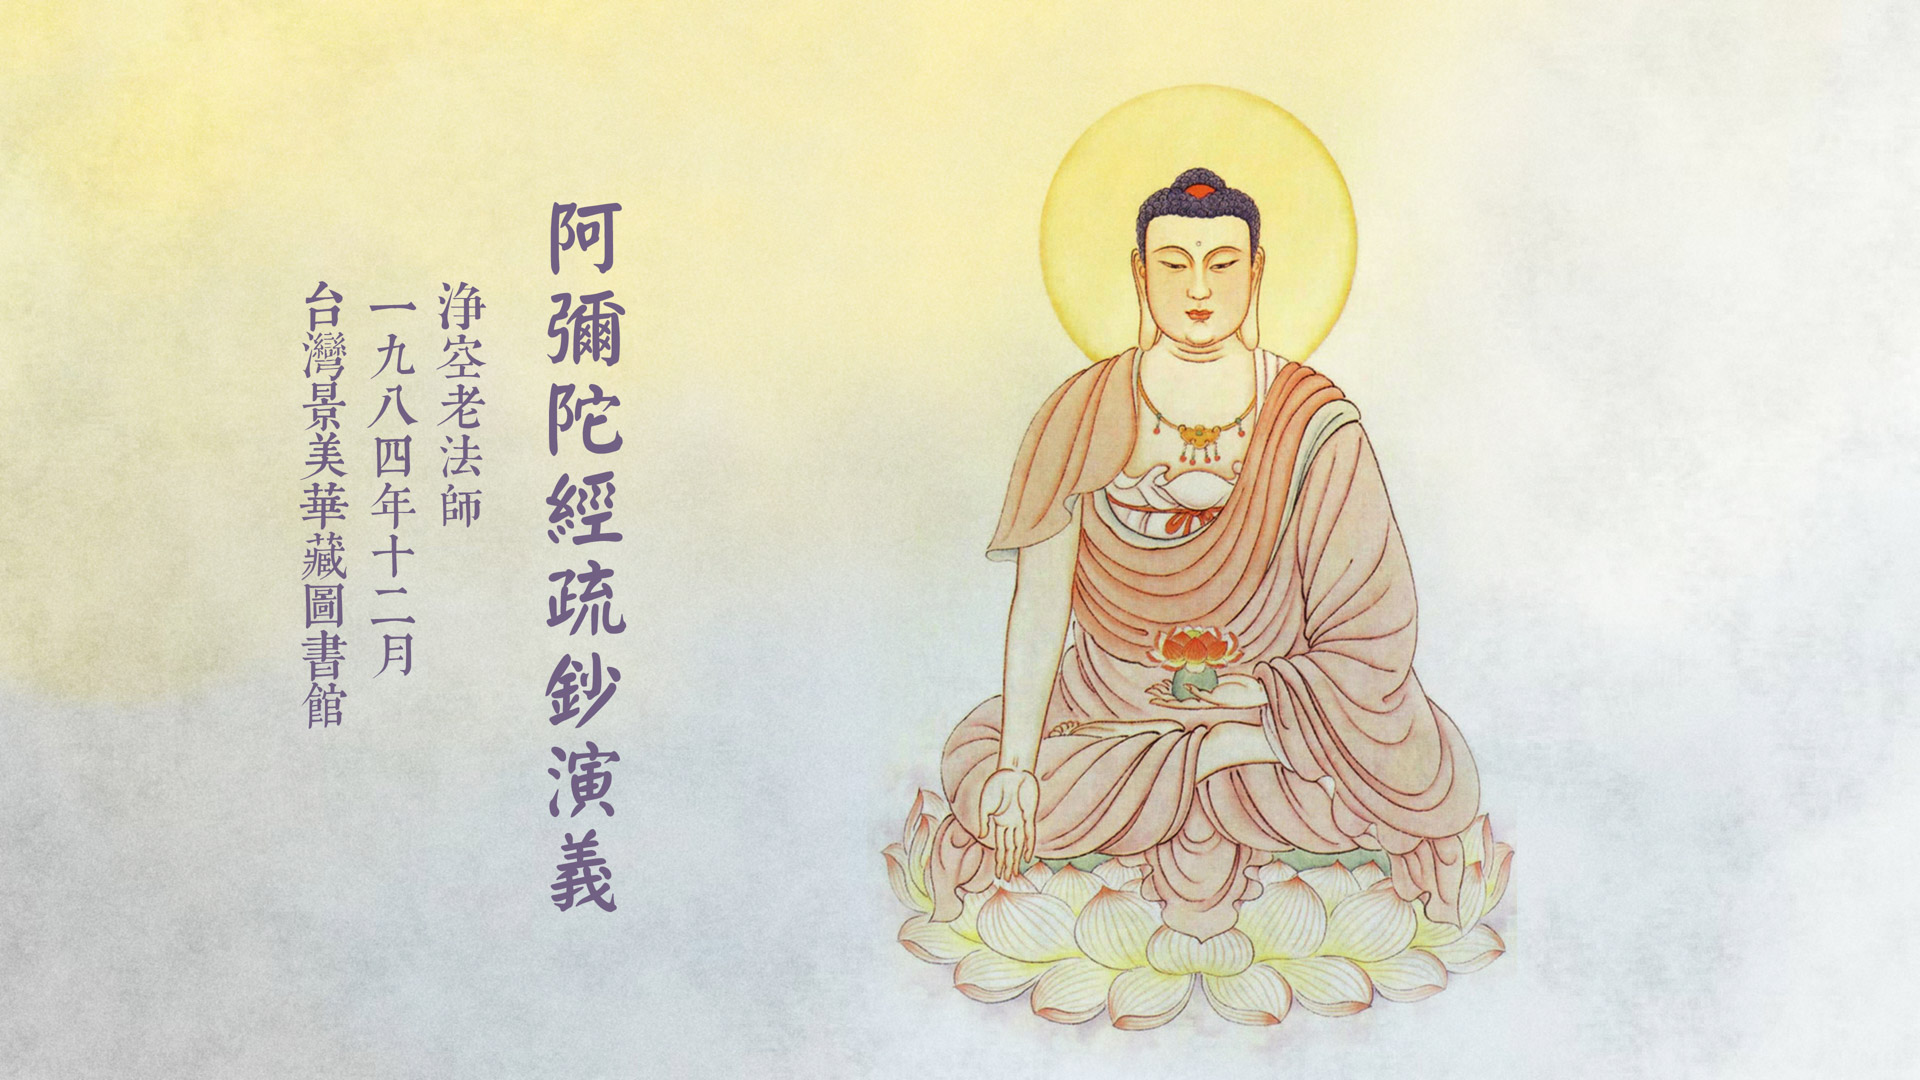 阿彌陀經疏鈔演義
淨空老法師
一九八四年十二月
台灣景美華藏圖書館